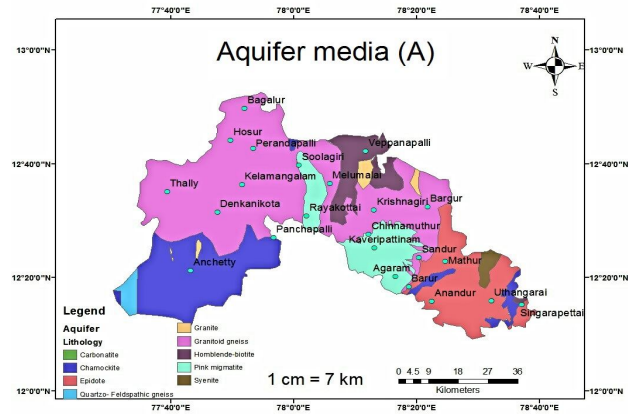 77°40'0"E 78°0'0"E 78°20'0"E 78°40'0"E
13°0'0"N 13°0'0"N
Aquifer media (A)
N
W E
S
Bagalur
Hosur
Perandapalli
Veppanapalli
Soolagiri
12°40'0"N 12°40'0"N
Kelamangalam Melumalai
Thally
Denkanikota Rayakottai Krishnagiri Bargur
Panchapalli Chinnamuthur
Kaveripattinam
Sandur
Anchetty Agaram Mathur
12°20'0"N 12°20'0"N
Barur
Anandur Uthangarai
Singarapettai
Legend
Aquifer
Lithology
Carbonatite
Charnockite
Epidote
Quartzo- Feldspathic gneiss
Granite
Granitoid gneiss
Hornblende-biotite
Pink migmatite
Syenite
1 cm = 7 km
0 4.5 9 18 27 36
Kilometers
12°0'0"N 12°0'0"N
77°40'0"E 78°0'0"E 78°20'0"E 78°40'0"E